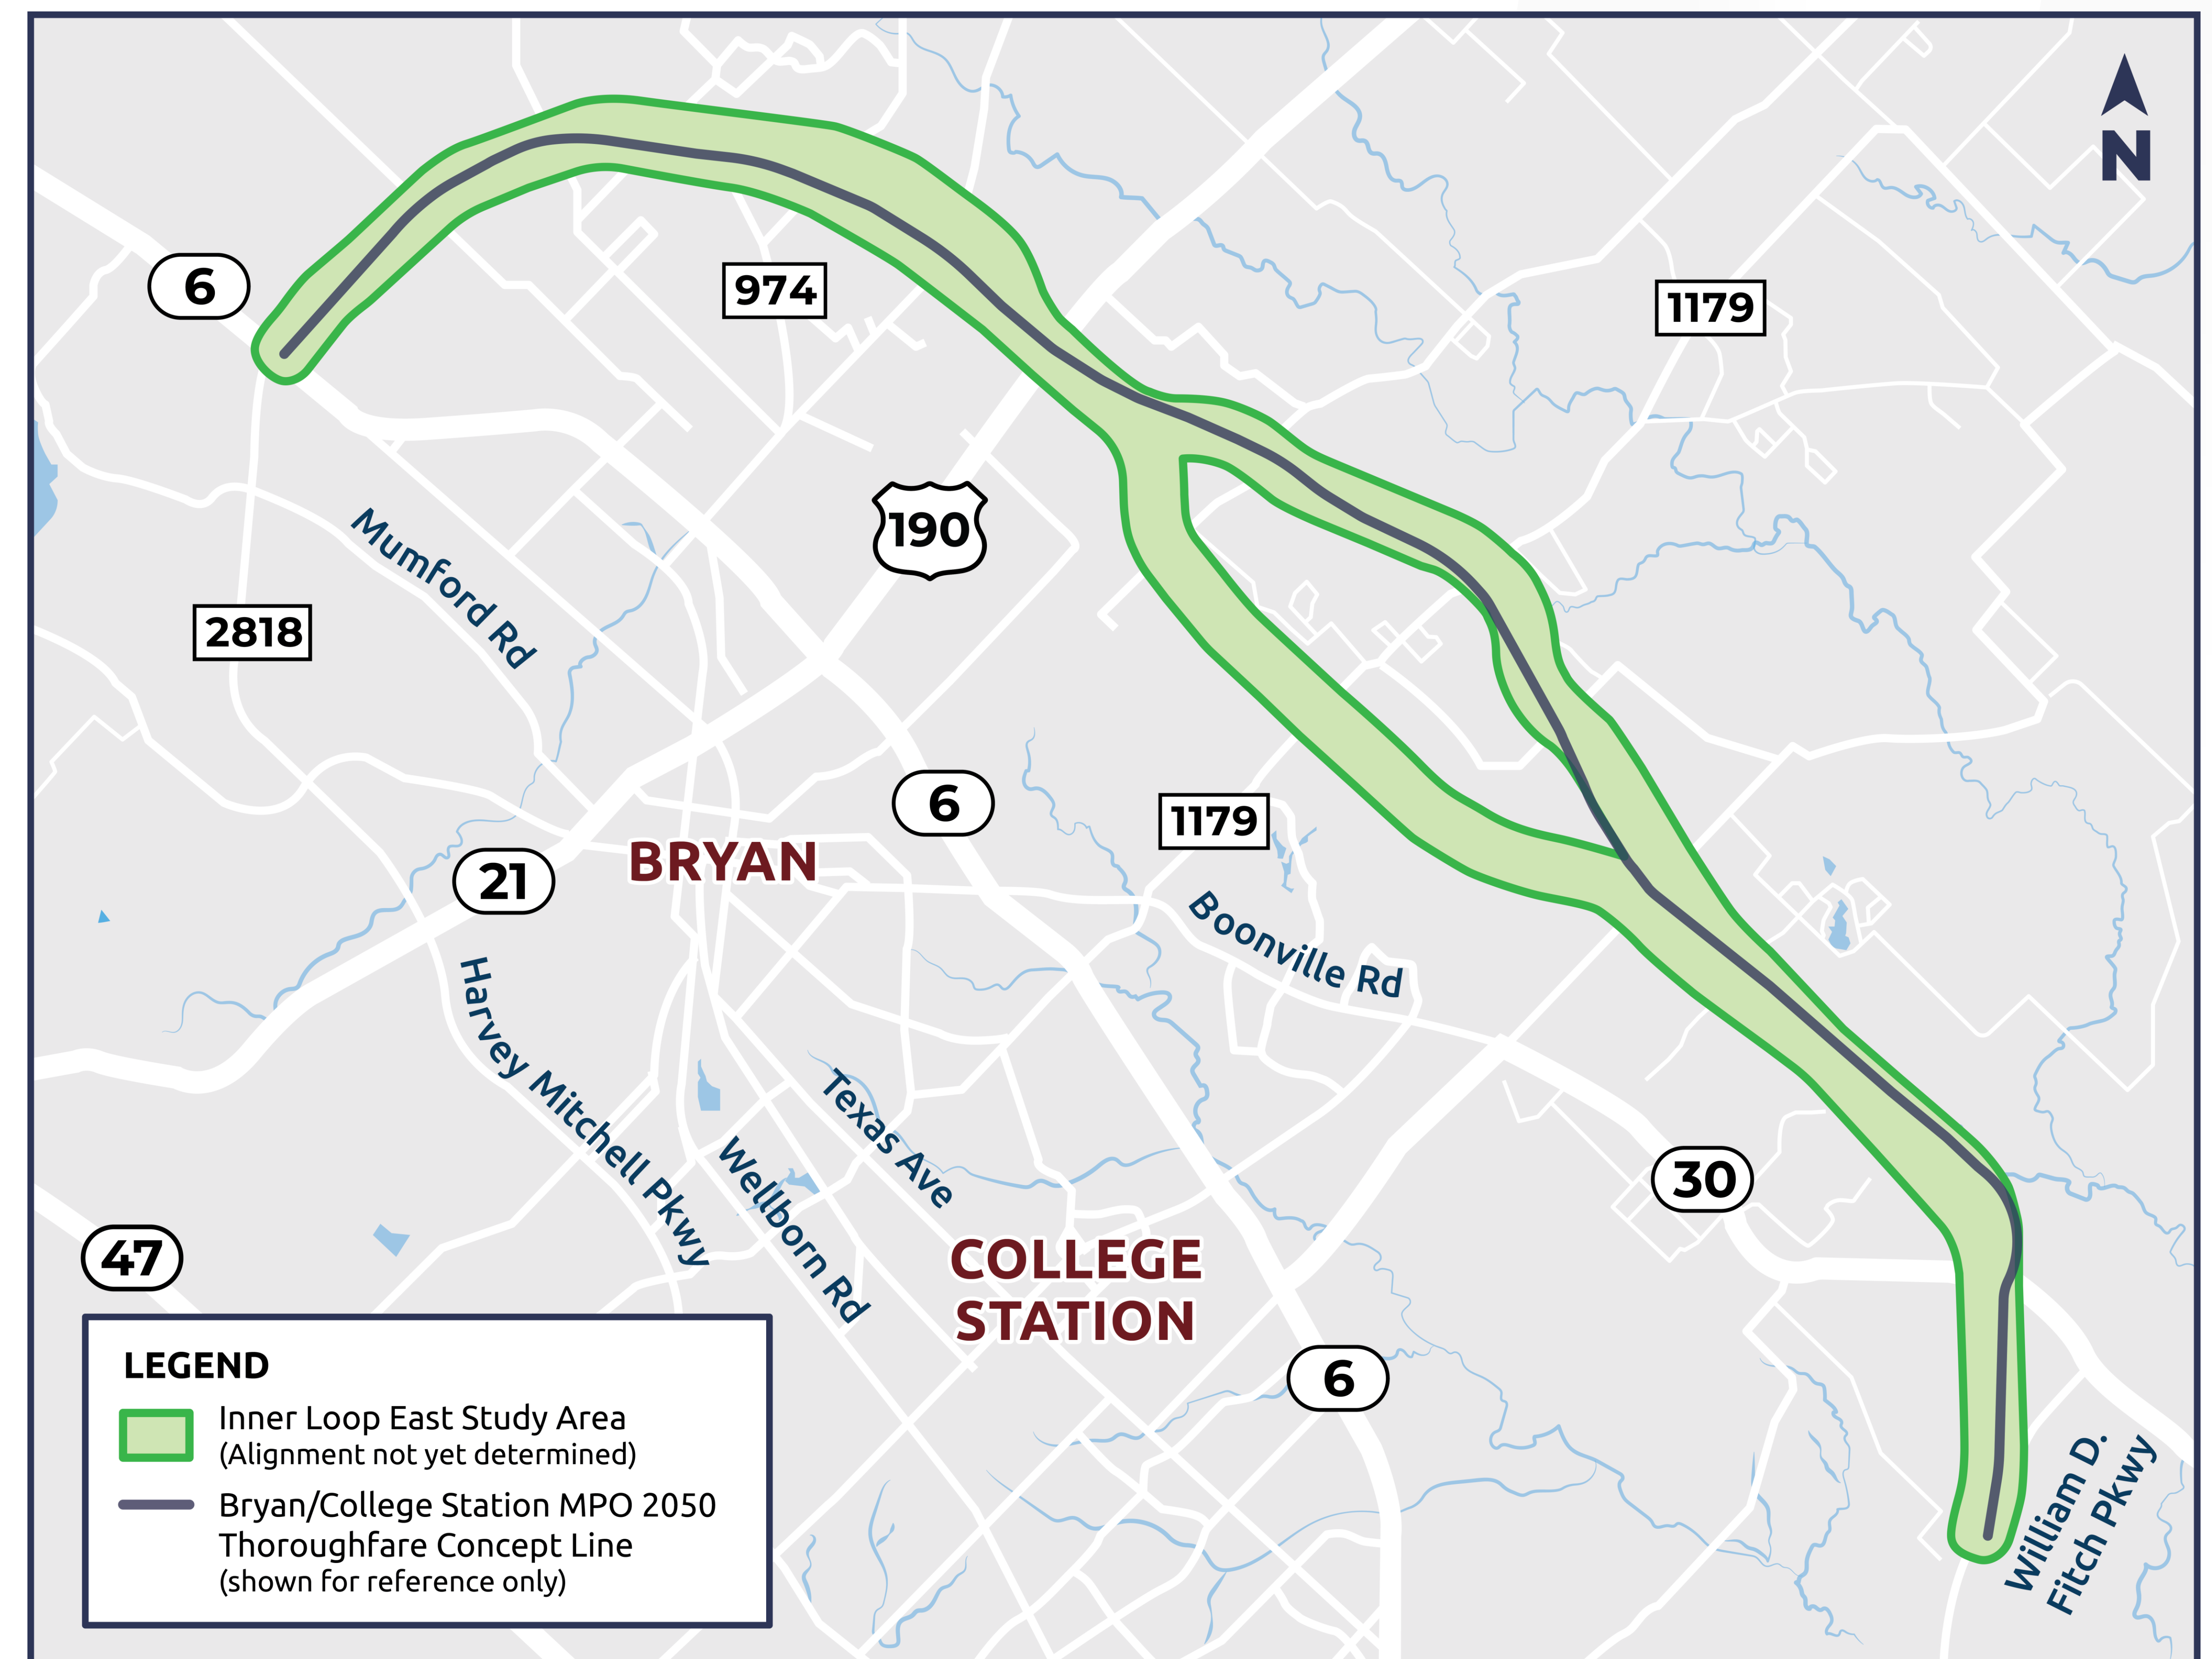 N
6
974
1179
190
Mumford Rd
2818
6
1179
BRYAN
21
Boonville Rd
Harvey Mitchell Pkwy
Texas Ave
Wellborn Rd
30
47
COLLEGE
STATION
6
William D.
Fitch Pkwy
LEGEND
Inner Loop East Study Area
(Alignment not yet determined)
Bryan/College Station MPO 2050
Thoroughfare Concept Line
(shown for reference only)